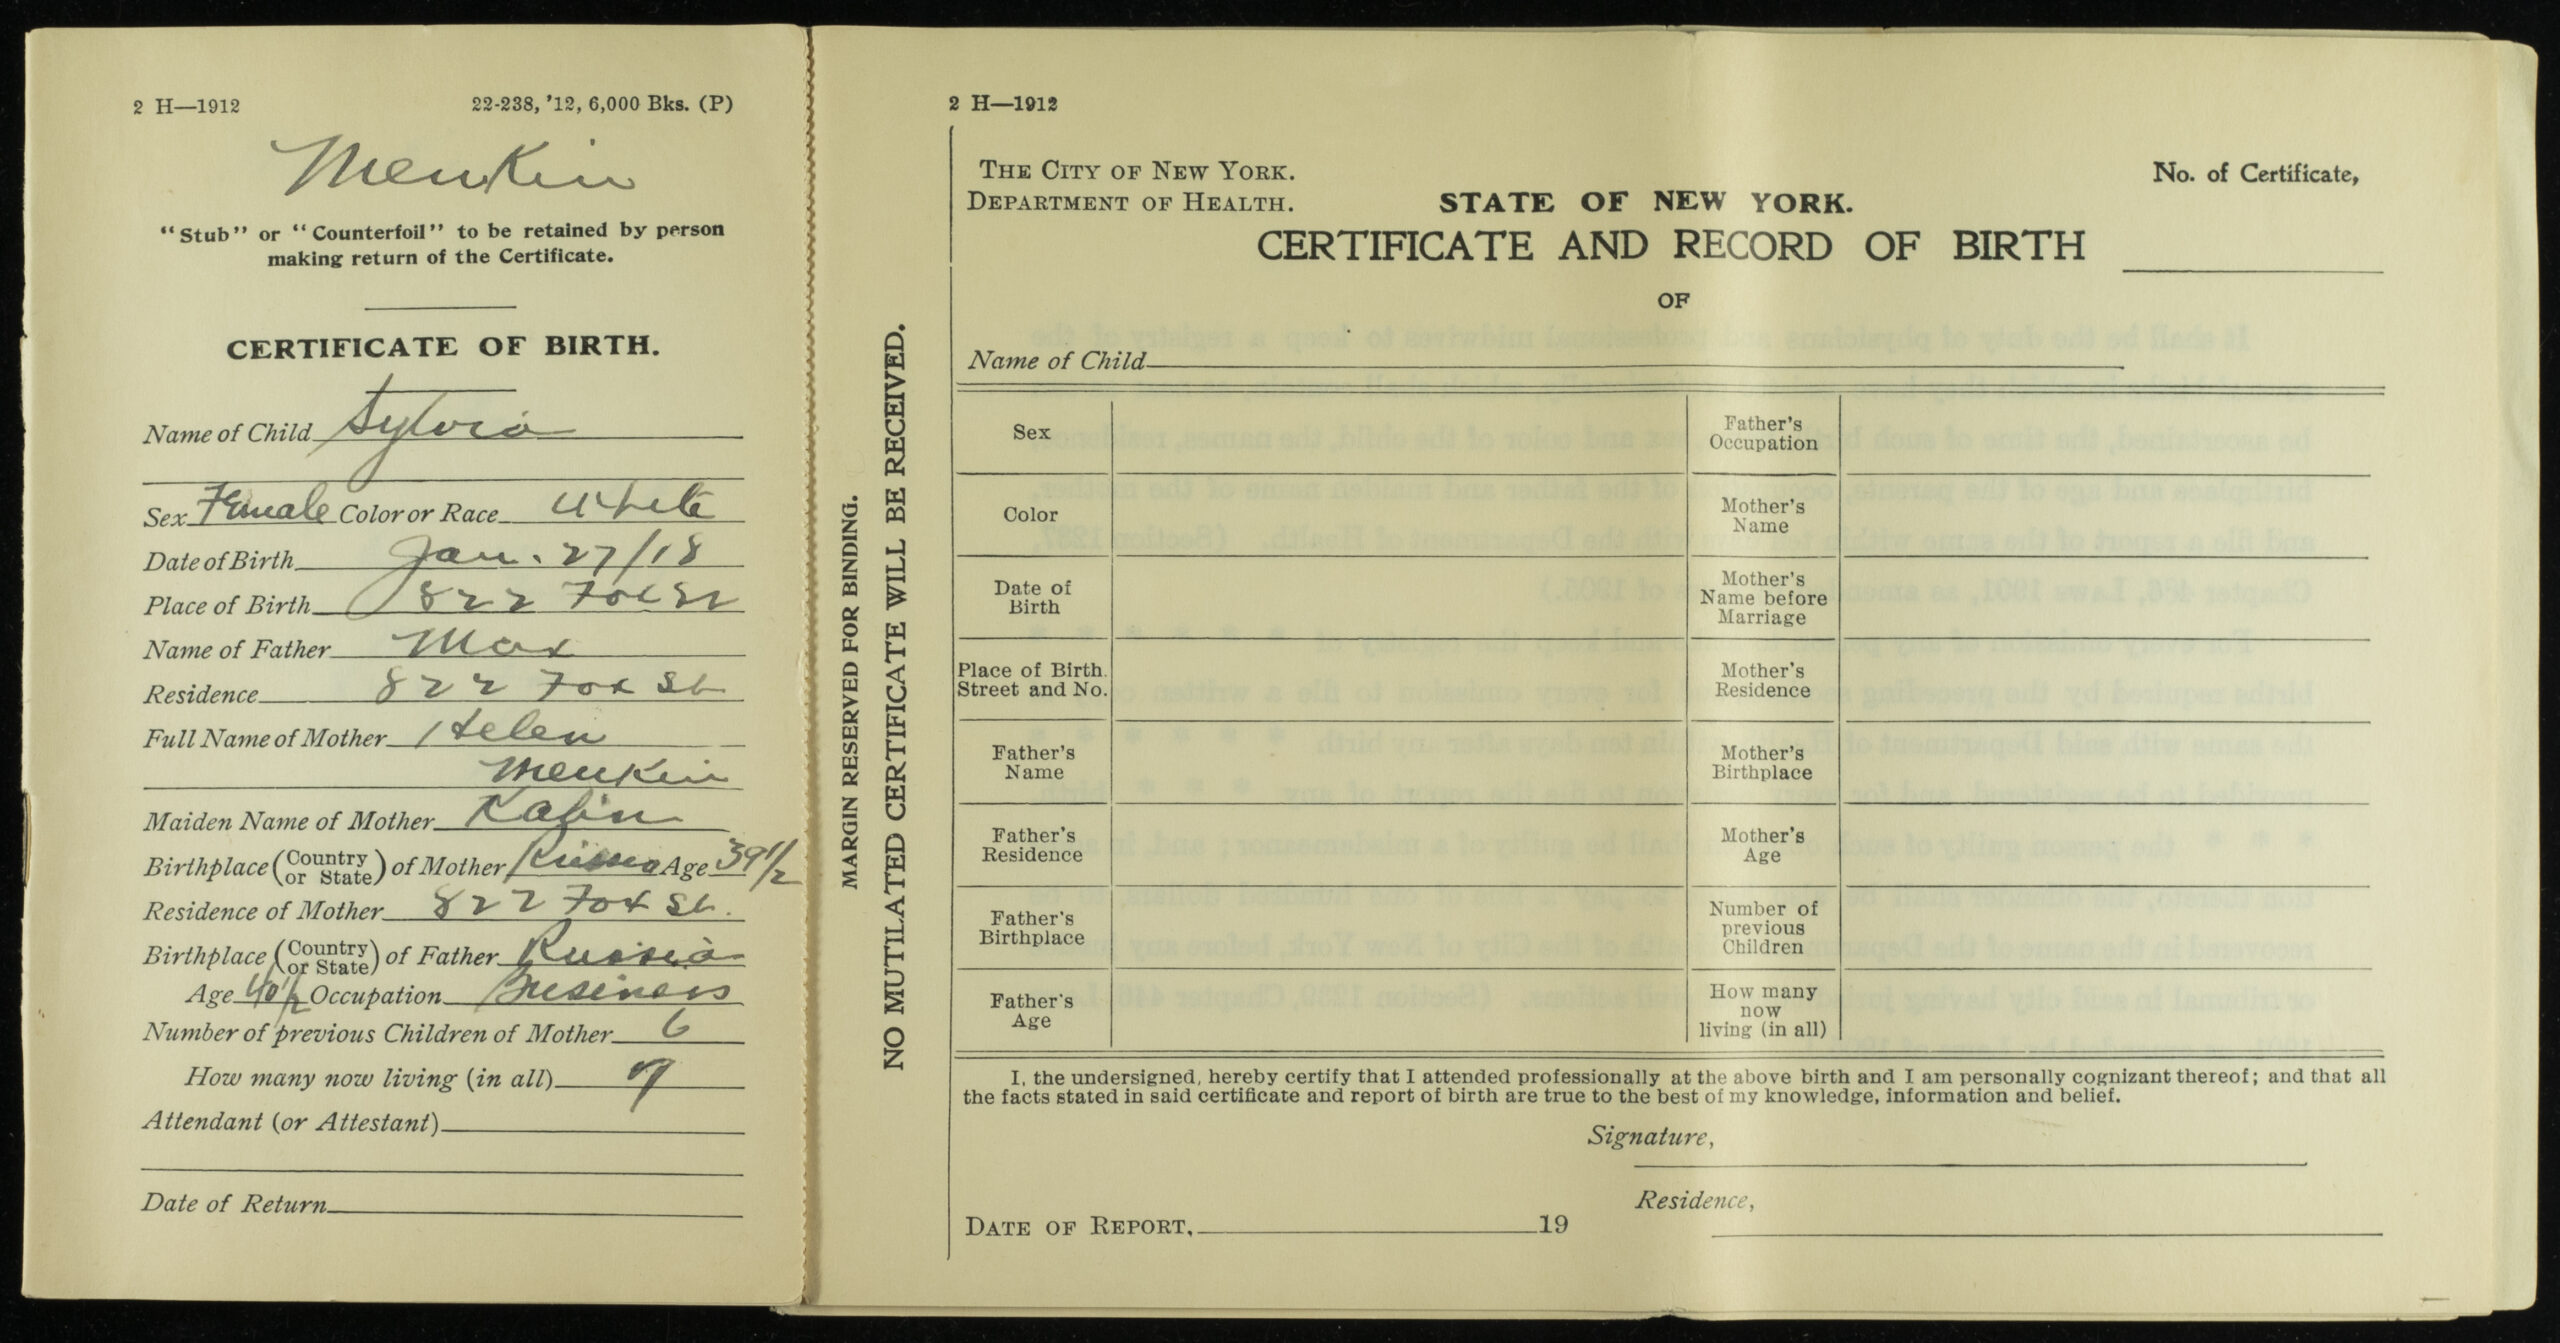 2 H—1912 22-238, '12, 6,000 Bks. (P)
Menkin
"Stub" or "Counterfoil" to be retained by person
making return of the Certificate.
CERTIFICATE OF BIRTH.
Name of Child Sylvia
Sex Female Color or Race White
Date of Birth Jan. 27/18
Place of Birth 822 Fox St
Name of Father Max
Residence 822 Fox St
Full Name of Mother Helen
Menkin
Maiden Name of Mother
Birthplace (Country or State) of Mother Russia Age 39 1/2
Residence of Mother 822 Fox St.
Birthplace (Country or State) of Father Russia
Age 40 1/2 Occupation Business
Number of previous Children of Mother 6
How many now living (in all) 7
Attendant (or Attestant)
Date of Return
MARGIN RESERVED FOR BINDING.
NO MUTILATED CERTIFICATE WILL BE RECEIVED.
2 H—1912
THE CITY OF NEW YORK.
DEPARTMENT OF HEALTH.
No. of Certificate,
STATE OF NEW YORK.
CERTIFICATE AND RECORD OF BIRTH
OF
Name of Child
Sex
Father's
Occupation
Color
Mother's
Name
Date of
Birth
Mother's
Name before
Marriage
Place of Birth.
Street and No.
Mother's
Residence
Father's
Name
Mother's
Birthplace
Father's
Residence
Mother's
Age
Father's
Birthplace
Number of
previous
Children
Father's
Age
How many
now
living (in all)
I, the undersigned, hereby certify that I attended professionally at the above birth and I am personally cognizant thereof; and that all
the facts stated in said certificate and report of birth are true to the best of my knowledge, information and belief.
Signature,
Residence,
DATE OF REPORT, 19